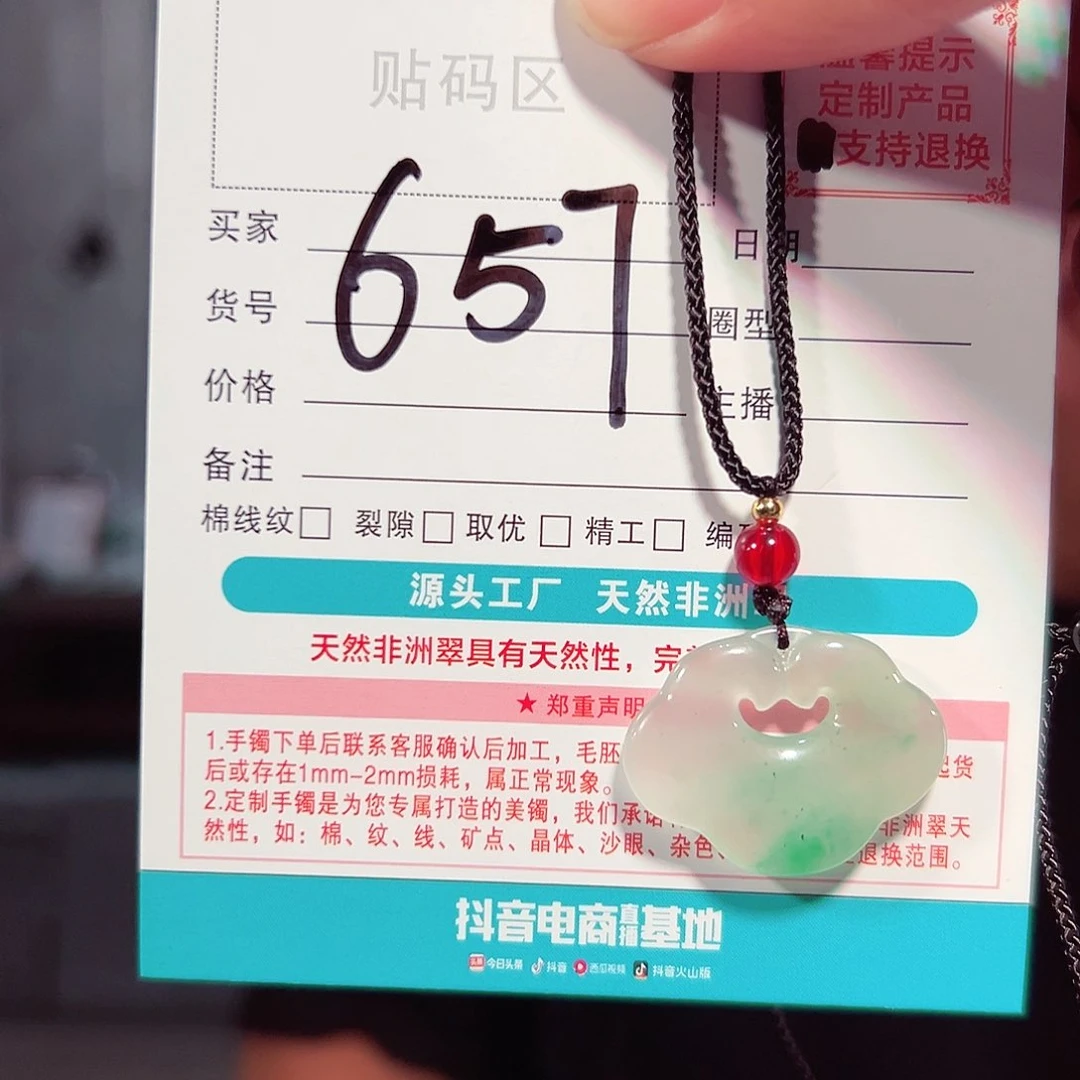 贴码区
温馨提示
定制产品
支持退换
657
买家 日期
货号 圈型
价格 主播
备注
棉线纹□ 裂隙□ 取优□ 精工□ 编
源头工厂 天然非洲
天然非洲翠具有天然性，完
★ 郑重声明
1.手镯下单后联系客服确认后加工，毛胚 起货
后或存在1mm-2mm损耗，属正常现象。
2.定制手镯是为您专属打造的美镯，我们承诺 非洲翠天
然性，如：棉、纹、线、矿点、晶体、沙眼、杂色、 退换范围。
抖音电商直播基地
头条 今日头条 抖音 西瓜视频 抖音火山版